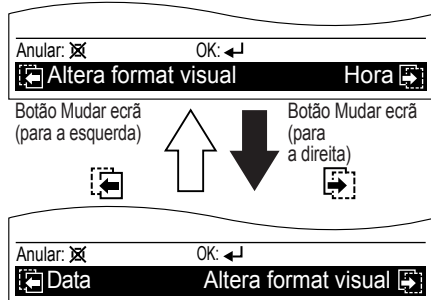 Anular: OK:
Altera format visual Hora
Botão Mudar ecrã
(para a esquerda)
Botão Mudar ecrã
(para
a direita)
Anular: OK:
Data Altera format visual